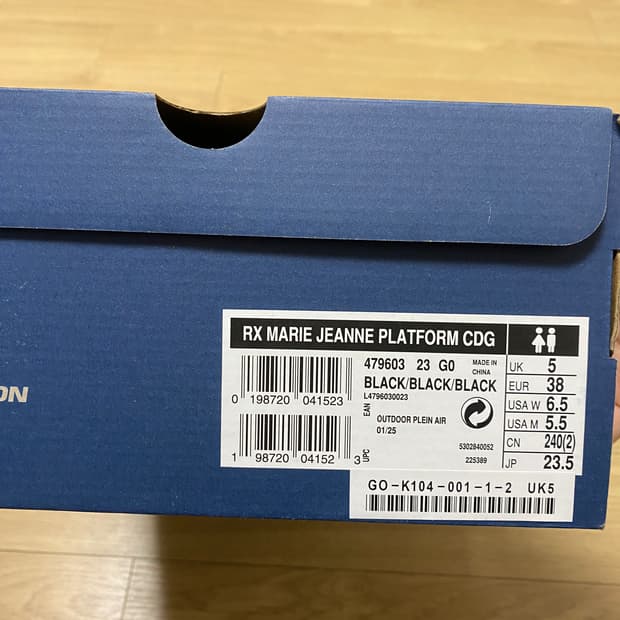 ON
RX MARIE JEANNE PLATFORM CDG
479603 23 G0 MADE IN CHINA
BLACK/BLACK/BLACK
L4796030023
0 198720 041523
EAN
OUTDOOR PLEIN AIR
01/25
5302840052
225389
1 98720 04152 3
UPC
UK 5
EUR 38
USA W 6.5
USA M 5.5
CN 240(2)
JP 23.5
GO-K104-001-1-2 UK5